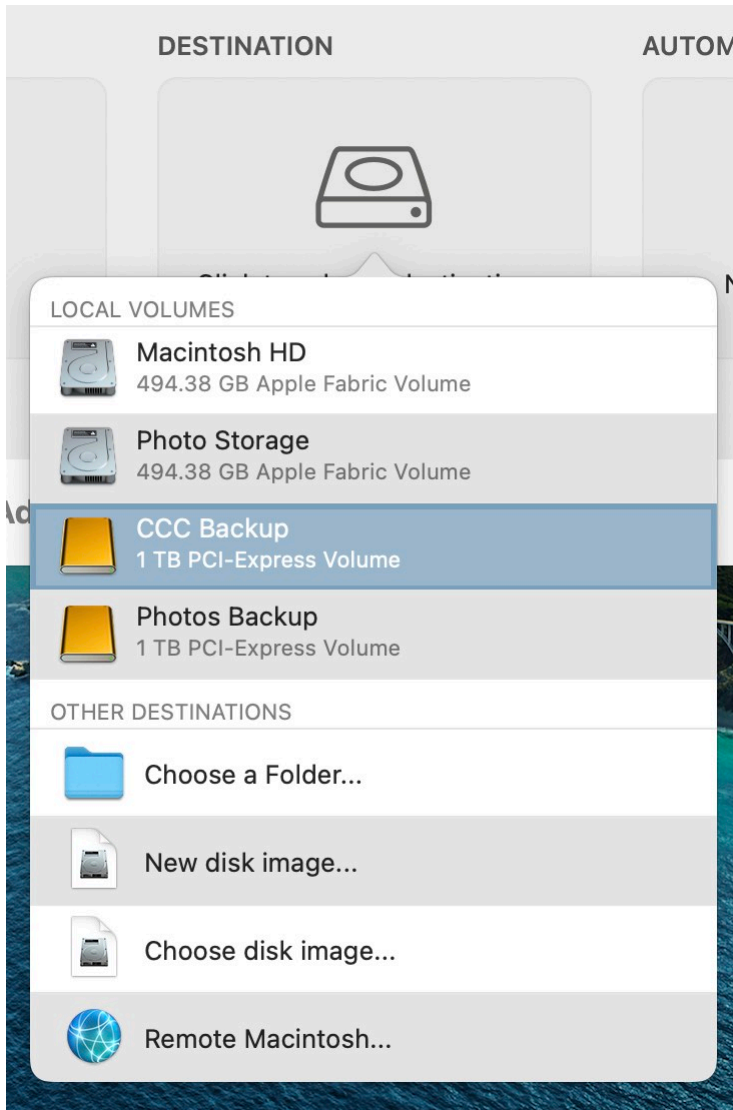 DESTINATION
AUTOM
LOCAL VOLUMES
Macintosh HD
494.38 GB Apple Fabric Volume
Photo Storage
494.38 GB Apple Fabric Volume
CCC Backup
1 TB PCI-Express Volume
Photos Backup
1 TB PCI-Express Volume
OTHER DESTINATIONS
Choose a Folder...
New disk image...
Choose disk image...
Remote Macintosh...